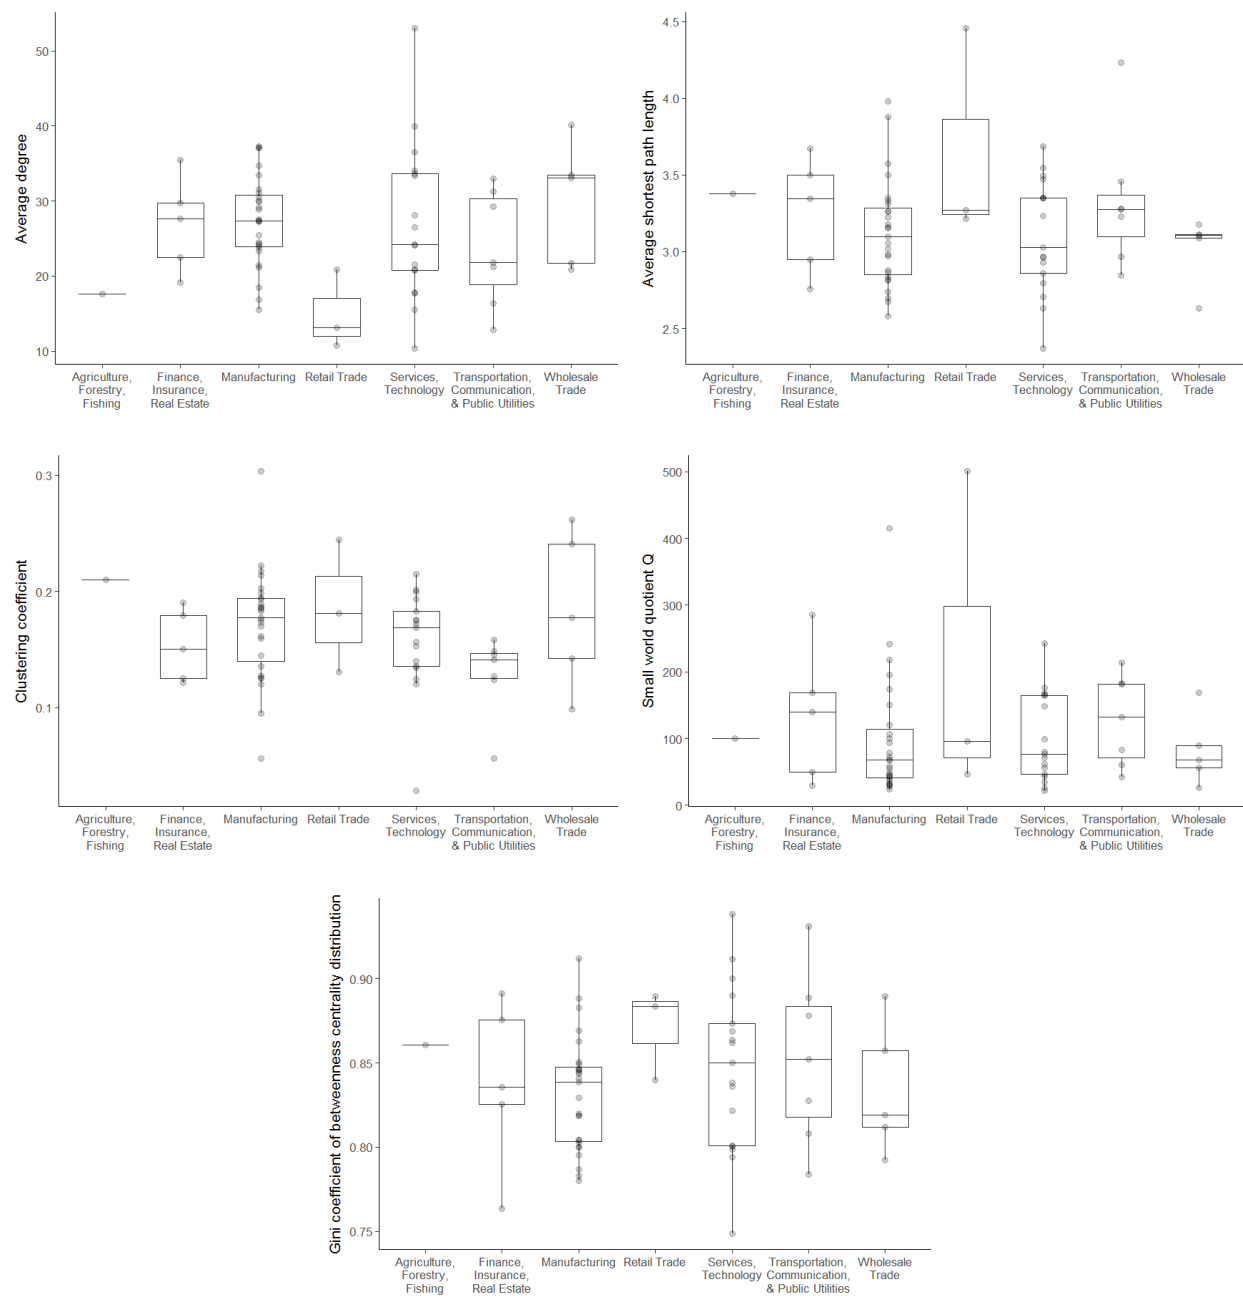 Average degree
50
40
30
20
10
Agriculture,
Forestry,
Fishing
Finance,
Insurance,
Real Estate
Manufacturing
Retail Trade
Services,
Technology
Transportation,
Communication,
& Public Utilities
Wholesale
Trade
Average shortest path length
4.5
4.0
3.5
3.0
2.5
Agriculture,
Forestry,
Fishing
Finance,
Insurance,
Real Estate
Manufacturing
Retail Trade
Services,
Technology
Transportation,
Communication,
& Public Utilities
Wholesale
Trade
Clustering coefficient
0.3
0.2
0.1
Agriculture,
Forestry,
Fishing
Finance,
Insurance,
Real Estate
Manufacturing
Retail Trade
Services,
Technology
Transportation,
Communication,
& Public Utilities
Wholesale
Trade
Small world quotient Q
500
400
300
200
100
0
Agriculture,
Forestry,
Fishing
Finance,
Insurance,
Real Estate
Manufacturing
Retail Trade
Services,
Technology
Transportation,
Communication,
& Public Utilities
Wholesale
Trade
Gini coefficient of betweenness centrality distribution
0.90
0.85
0.80
0.75
Agriculture,
Forestry,
Fishing
Finance,
Insurance,
Real Estate
Manufacturing
Retail Trade
Services,
Technology
Transportation,
Communication,
& Public Utilities
Wholesale
Trade